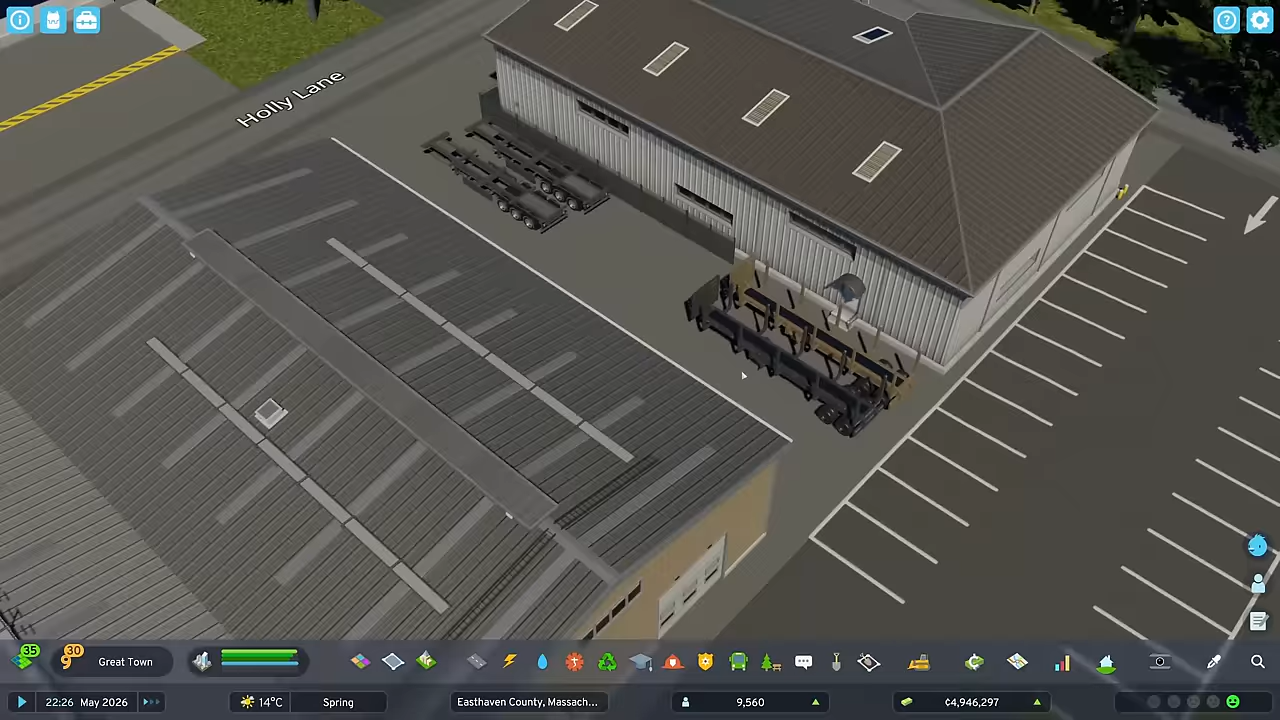 Holly Lane
35
30
Great Town
22:26 May 2026
14°C
Spring
Easthaven County, Massach...
9,560
¢4,946,297